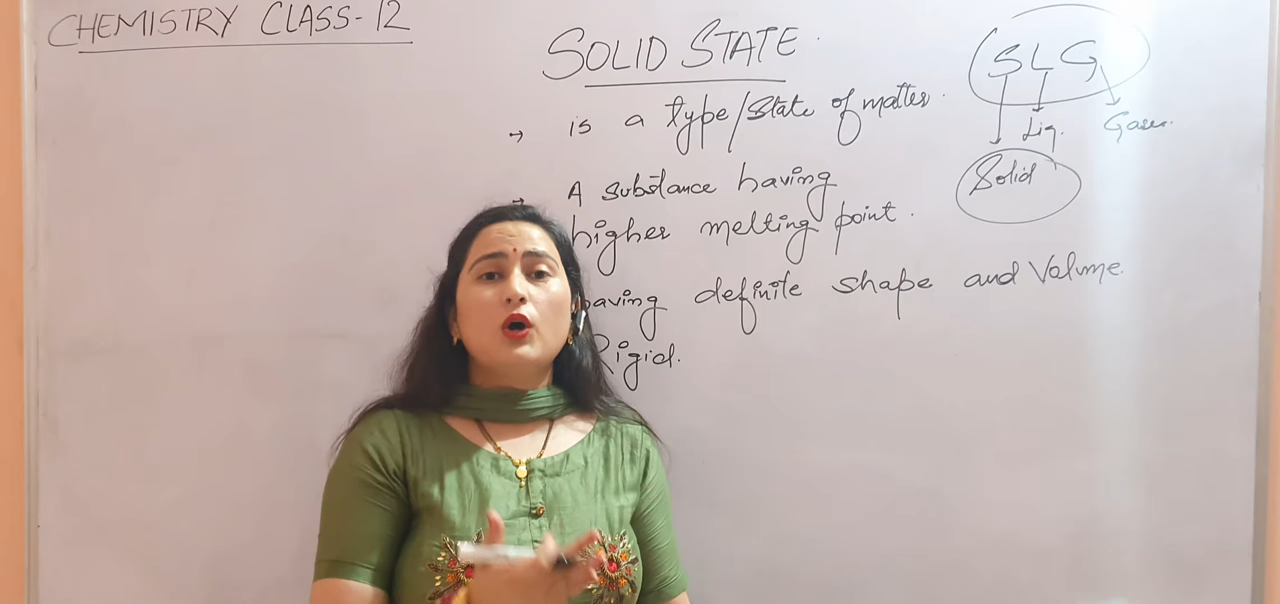 CHEMISTRY CLASS-12
SOLID STATE
→ is a type/State of matter.
→ A substance having
higher melting point.
having definite shape and Volume.
Rigid.
S L G
Liq.
Gases.
Solid